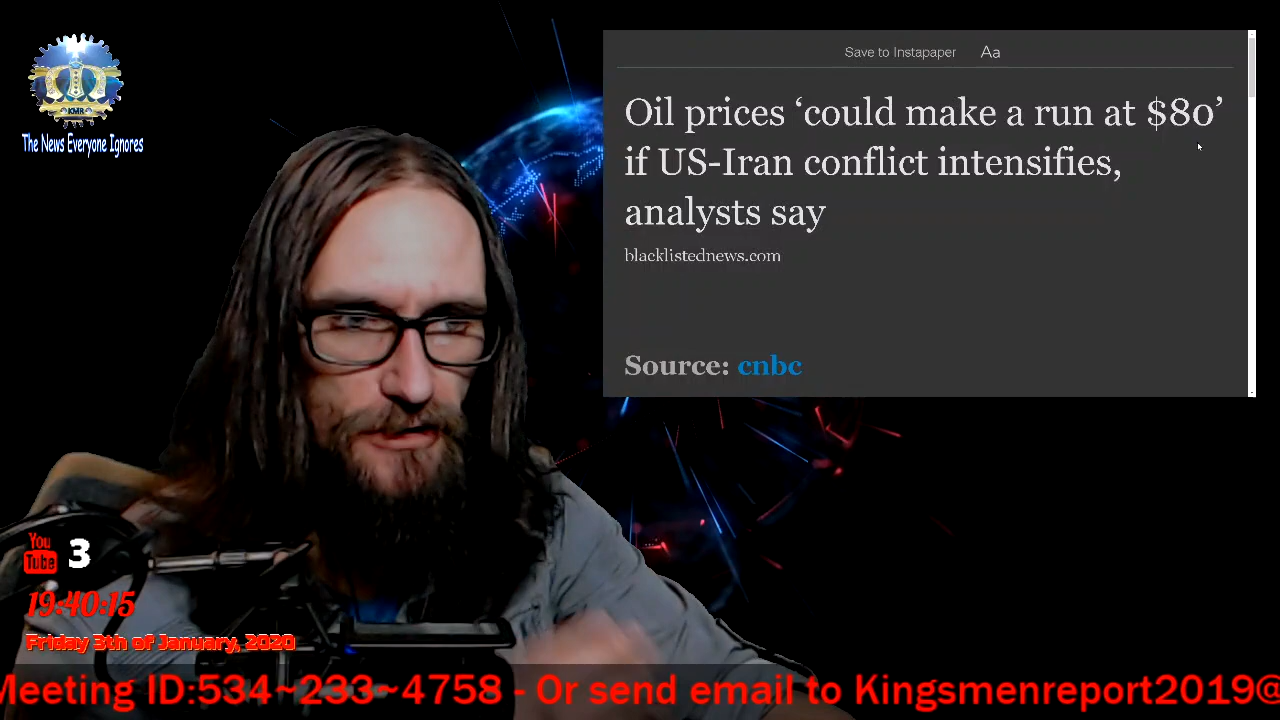 KMR
The News Everyone Ignores
Save to Instapaper Aa
Oil prices ‘could make a run at $80’
if US-Iran conflict intensifies,
analysts say
blacklistednews.com
Source: cnbc
You
Tube 3
19:40:15
Friday 3th of January, 2020
Meeting ID:534~233~4758 - Or send email to Kingsmenreport2019@